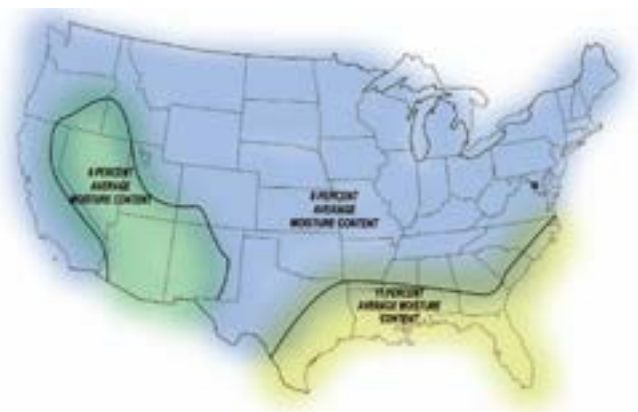 6 PERCENT
AVERAGE
MOISTURE CONTENT
8 PERCENT
AVERAGE
MOISTURE CONTENT
11 PERCENT
AVERAGE MOISTURE
CONTENT